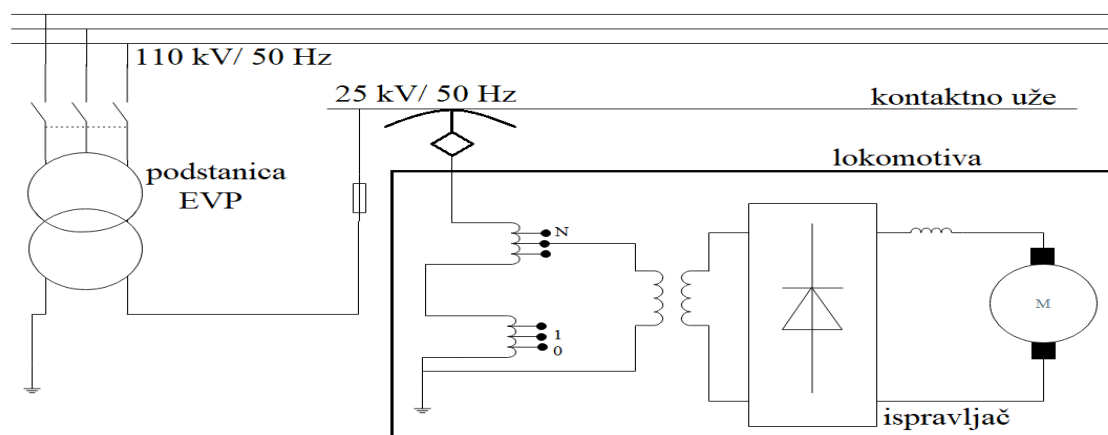 110 kV/ 50 Hz
25 kV/ 50 Hz
kontaktno uže
podstanica
EVP
lokomotiva
N
1
0
M
ispravljač